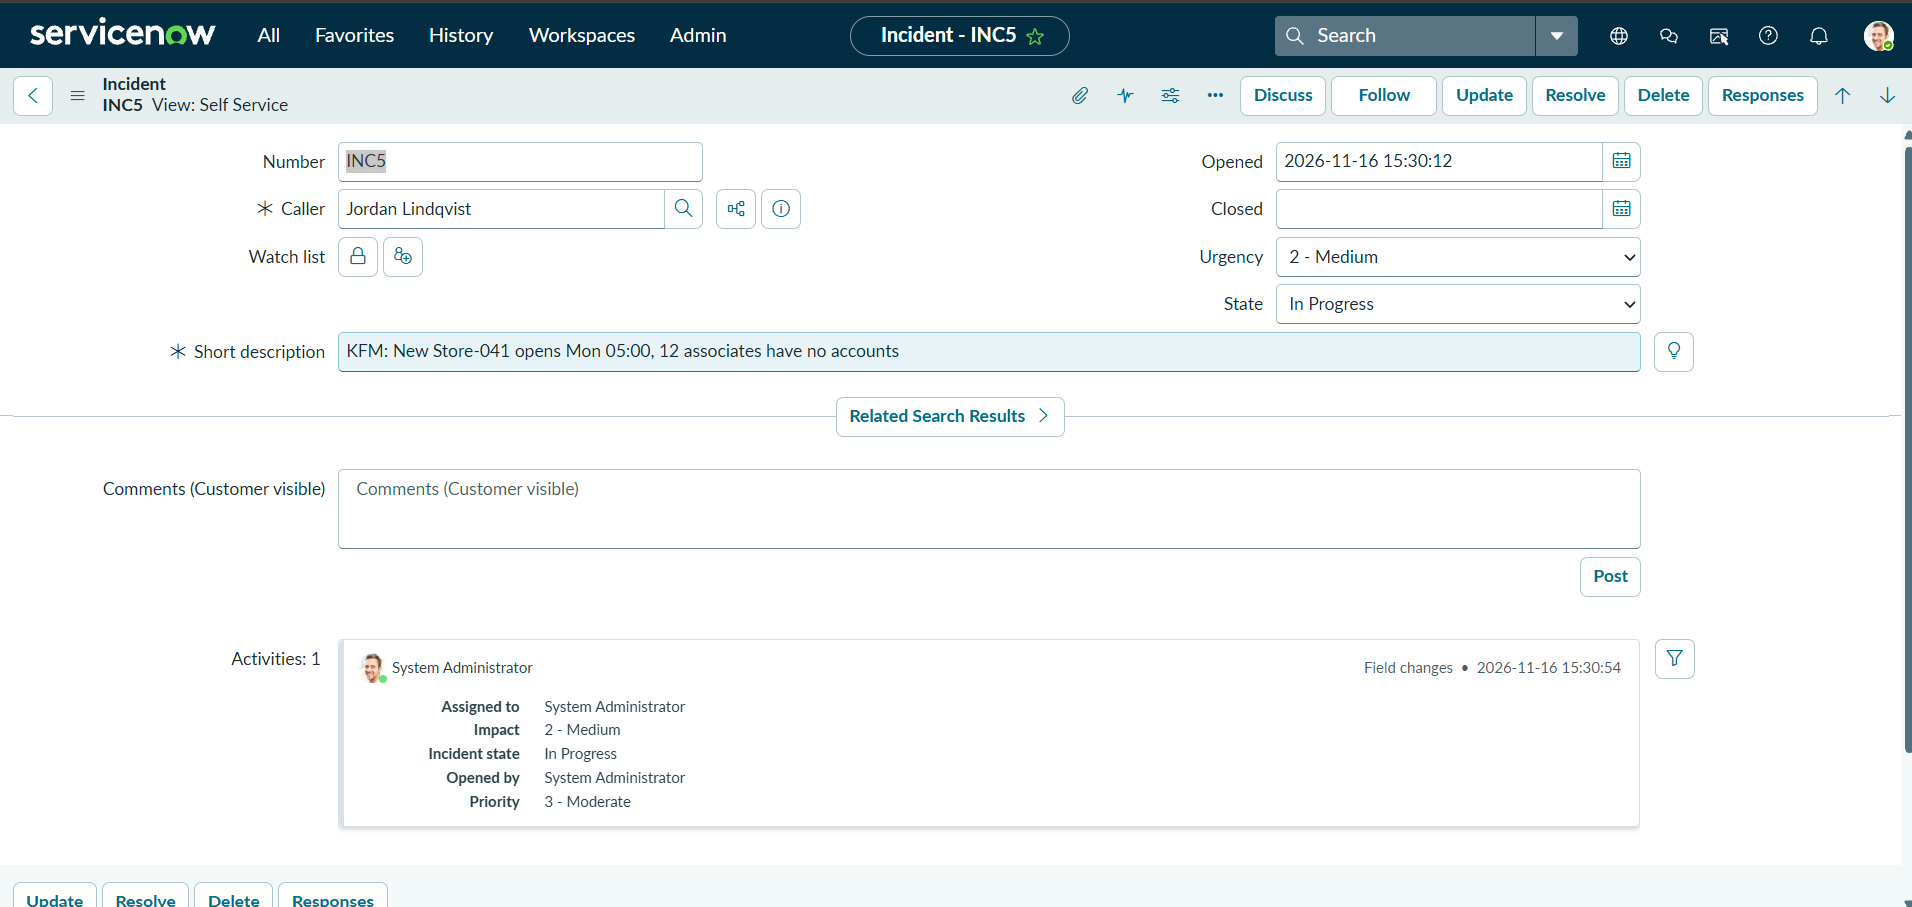 servicenow All Favorites History Workspaces Admin Incident - INC5 Search
Incident
INC5 View: Self Service
Discuss Follow Update Resolve Delete Responses
Number INC5
Opened 2026-11-16 15:30:12
Caller Jordan Lindqvist
Closed
Watch list
Urgency 2 - Medium
State In Progress
Short description KFM: New Store-041 opens Mon 05:00, 12 associates have no accounts
Related Search Results
Comments (Customer visible) Comments (Customer visible)
Post
Activities: 1
System Administrator Field changes • 2026-11-16 15:30:54
Assigned to System Administrator
Impact 2 - Medium
Incident state In Progress
Opened by System Administrator
Priority 3 - Moderate
Update Resolve Delete Responses